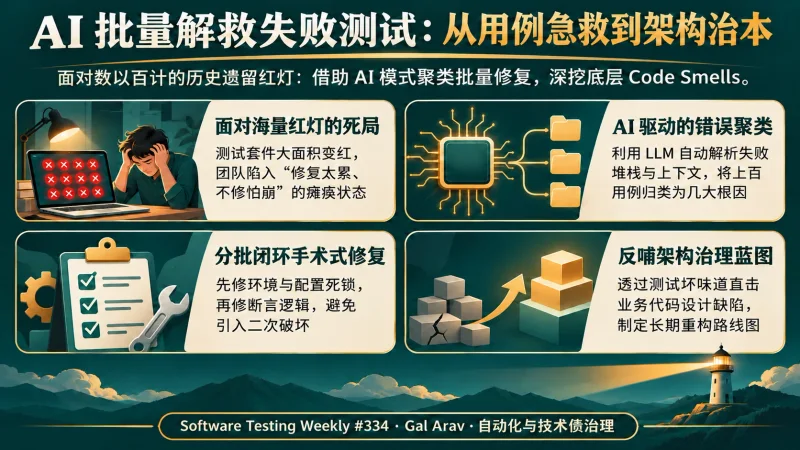 AI 批量解救失败测试：从用例急救到架构治本
面对数以百计的历史遗留红灯：借助 AI 模式聚类批量修复，深挖底层 Code Smells。
面对海量红灯的死局
测试套件大面积变红，
团队陷入“修复太累、
不修怕崩”的瘫痪状态
AI 驱动的错误聚类
利用 LLM 自动解析失败
堆栈与上下文，将上百
用例归类为几大根因
分批闭环手术式修复
先修环境与配置死锁，
再修断言逻辑，避免
引入二次破坏
反哺架构治理蓝图
透过测试坏味道直击
业务代码设计缺陷，
制定长期重构路线图
Software Testing Weekly #334 · Gal Arav · 自动化与技术债治理